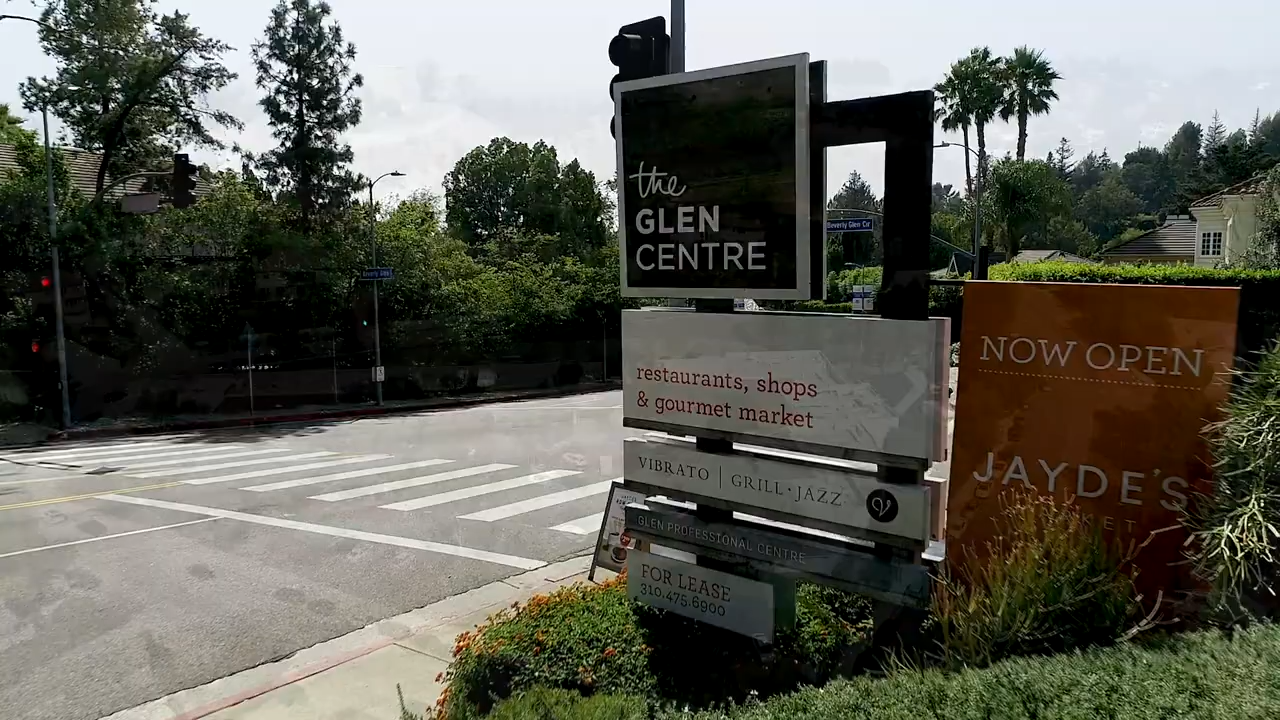 the
GLEN
CENTRE
Beverly Glen Cir
Beverly Glen
restaurants, shops
& gourmet market
NOW OPEN
VIBRATO | GRILL·JAZZ
JAYDE'S
GLEN PROFESSIONAL CENTRE
FOR LEASE
310.475.6900